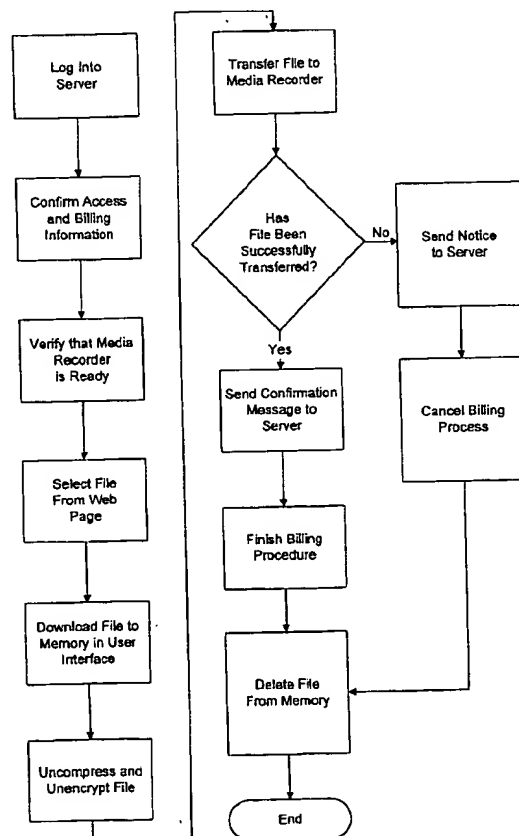 Log Into
Server
Confirm Access
and Billing
Information
Verify that Media
Recorder
is Ready
Select File
From Web
Page
Download File to
Memory in User
Interface
Uncompress and
Unencrypt File
Transfer File to
Media Recorder
Has
File Been
Successfully
Transferred?
No
Send Notice
to Server
Cancel Billing
Process
Yes
Send Confirmation
Message to
Server
Finish Billing
Procedure
Delete File
From Memory
End